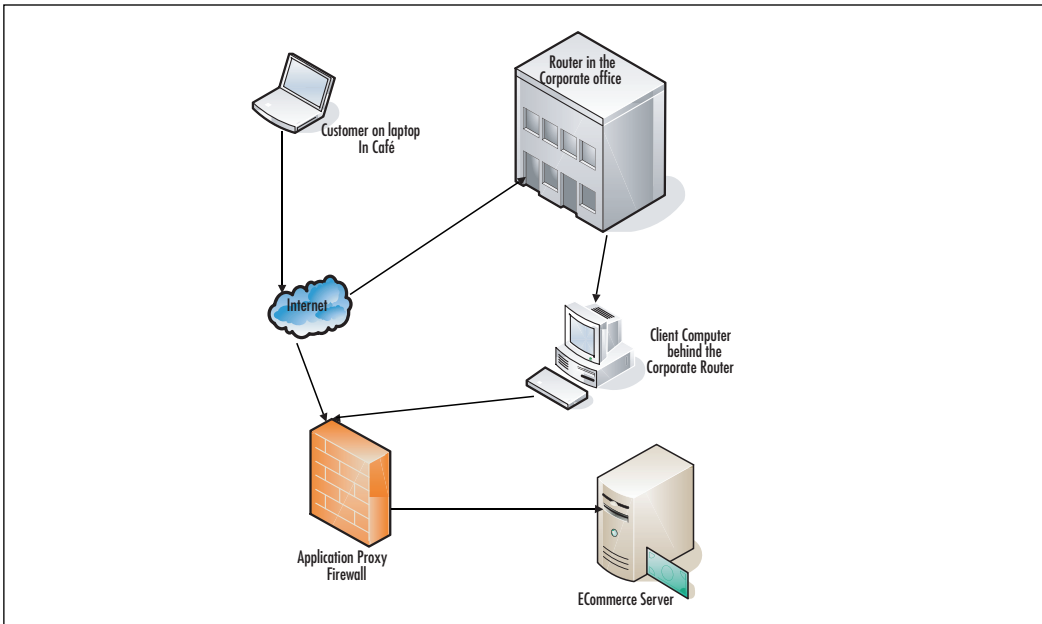 Router in the
Corporate office
Customer on laptop
In Café
Internet
Client Computer
behind the
Corporate Router
Application Proxy
Firewall
ECommerce Server